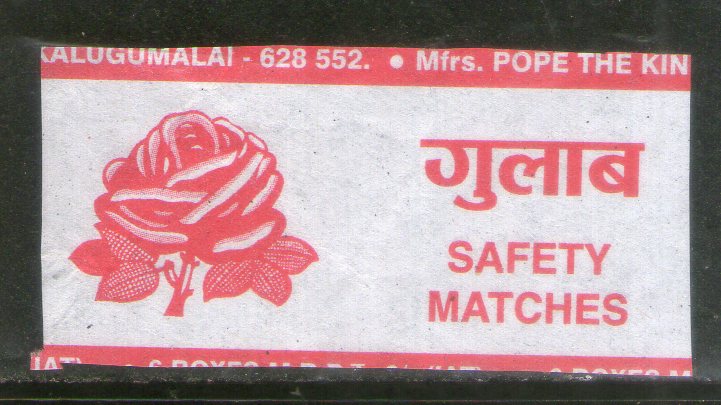 KALUGUMALAI - 628 552. ● Mfrs. POPE THE KIN
गुलाब
SAFETY
MATCHES